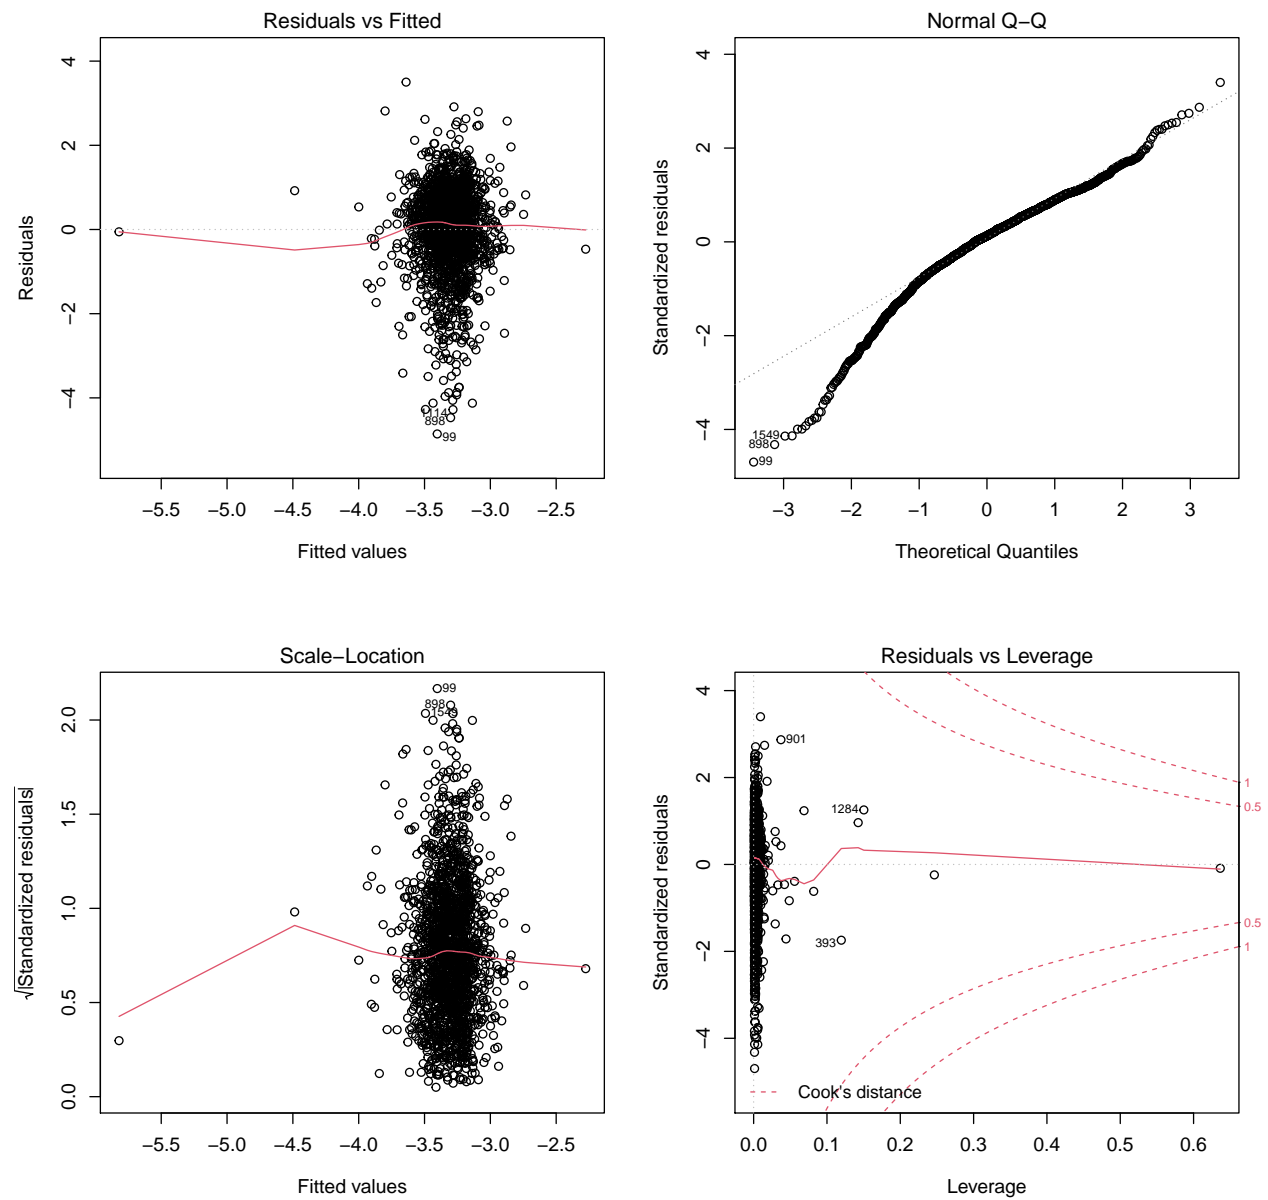 Residuals vs Fitted
Residuals
4
2
0
−2
−4
1114
898
99
−5.5 −5.0 −4.5 −4.0 −3.5 −3.0 −2.5
Fitted values
Normal Q−Q
Standardized residuals
4
2
0
−2
−4
1549
898
99
−3 −2 −1 0 1 2 3
Theoretical Quantiles
Scale−Location
√|Standardized residuals|
2.0
1.5
1.0
0.5
0.0
99
898
1549
−5.5 −5.0 −4.5 −4.0 −3.5 −3.0 −2.5
Fitted values
Residuals vs Leverage
Standardized residuals
4
2
0
−2
−4
901
1284
393
1
0.5
0.5
1
Cook's distance
0.0 0.1 0.2 0.3 0.4 0.5 0.6
Leverage